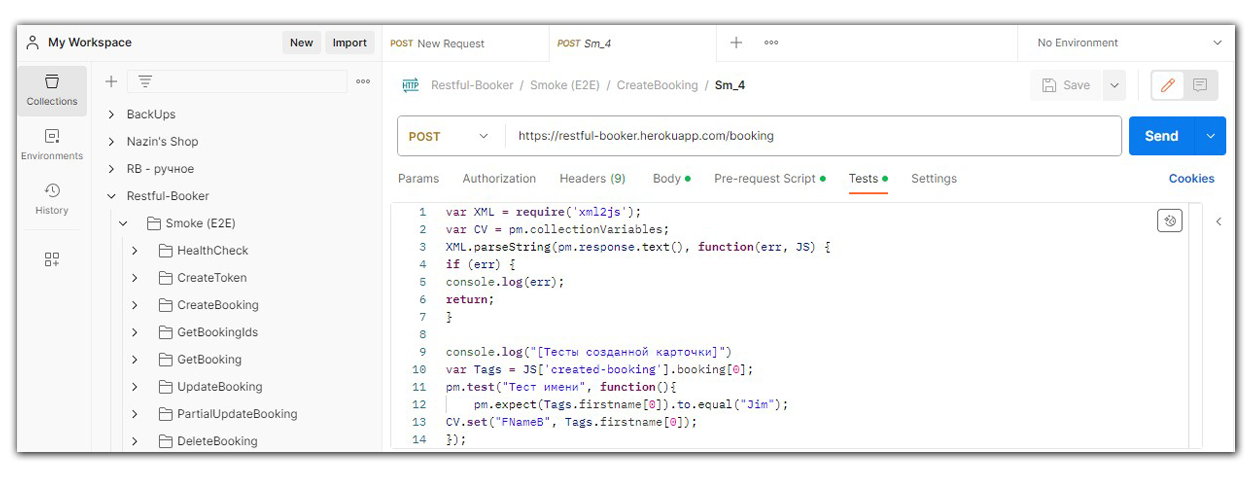 My Workspace
New
Import
POST New Request
POST Sm_4
No Environment
Collections
Environments
History
BackUps
Nazin's Shop
RB - ручное
Restful-Booker
Smoke (E2E)
HealthCheck
CreateToken
CreateBooking
GetBookingIds
GetBooking
UpdateBooking
PartialUpdateBooking
DeleteBooking
HTTP Restful-Booker / Smoke (E2E) / CreateBooking / Sm_4
Save
POST
https://restful-booker.herokuapp.com/booking
Send
Params Authorization Headers (9) Body Pre-request Script Tests Settings
Cookies
1 var XML = require('xml2js');
2 var CV = pm.collectionVariables;
3 XML.parseString(pm.response.text(), function(err, JS) {
4 if (err) {
5 console.log(err);
6 return;
7 }
8
9 console.log("[Тесты созданной карточки]")
10 var Tags = JS['created-booking'].booking[0];
11 pm.test("Тест имени", function(){
12 pm.expect(Tags.firstname[0]).to.equal("Jim");
13 CV.set("FNameB", Tags.firstname[0]);
14 });